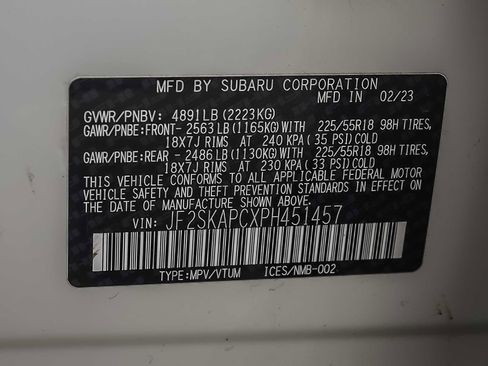 MFD BY SUBARU CORPORATION
MFD IN 02/23
GVWR/PNBV: 4891LB(2223KG)
GAWR/PNBE:FRONT- 2563LB(1165KG)WITH 225/55R18 98H TIRES,
18X7J RIMS AT 240 KPA( 35 PSI)COLD
GAWR/PNBE:REAR - 2486LB(1130KG)WITH 225/55R18 98H TIRES,
18X7J RIMS AT 230 KPA( 33 PSI)COLD
THIS VEHICLE CONFORMS TO ALL APPLICABLE FEDERAL MOTOR
VEHICLE SAFETY AND THEFT PREVENTION STANDARDS IN EFFECT
ON THE DATE OF MANUFACTURE SHOWN ABOVE.
VIN: JF2SKAPCXPH451457
TYPE:MPV/VTUM ICES/NMB-002